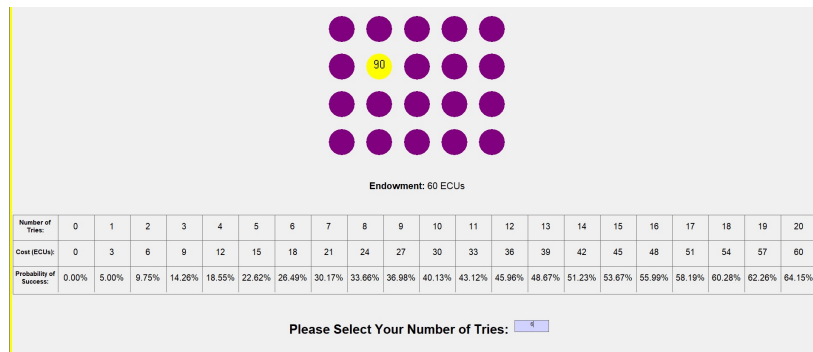 90
Endowment: 60 ECUs
Number of Tries: 0 1 2 3 4 5 6 7 8 9 10 11 12 13 14 15 16 17 18 19 20
Cost (ECUs): 0 3 6 9 12 15 18 21 24 27 30 33 36 39 42 45 48 51 54 57 60
Probability of Success: 0.00% 5.00% 9.75% 14.26% 18.55% 22.62% 26.49% 30.17% 33.66% 36.98% 40.13% 43.12% 45.96% 48.67% 51.23% 53.67% 55.99% 58.19% 60.28% 62.26% 64.15%
Please Select Your Number of Tries: